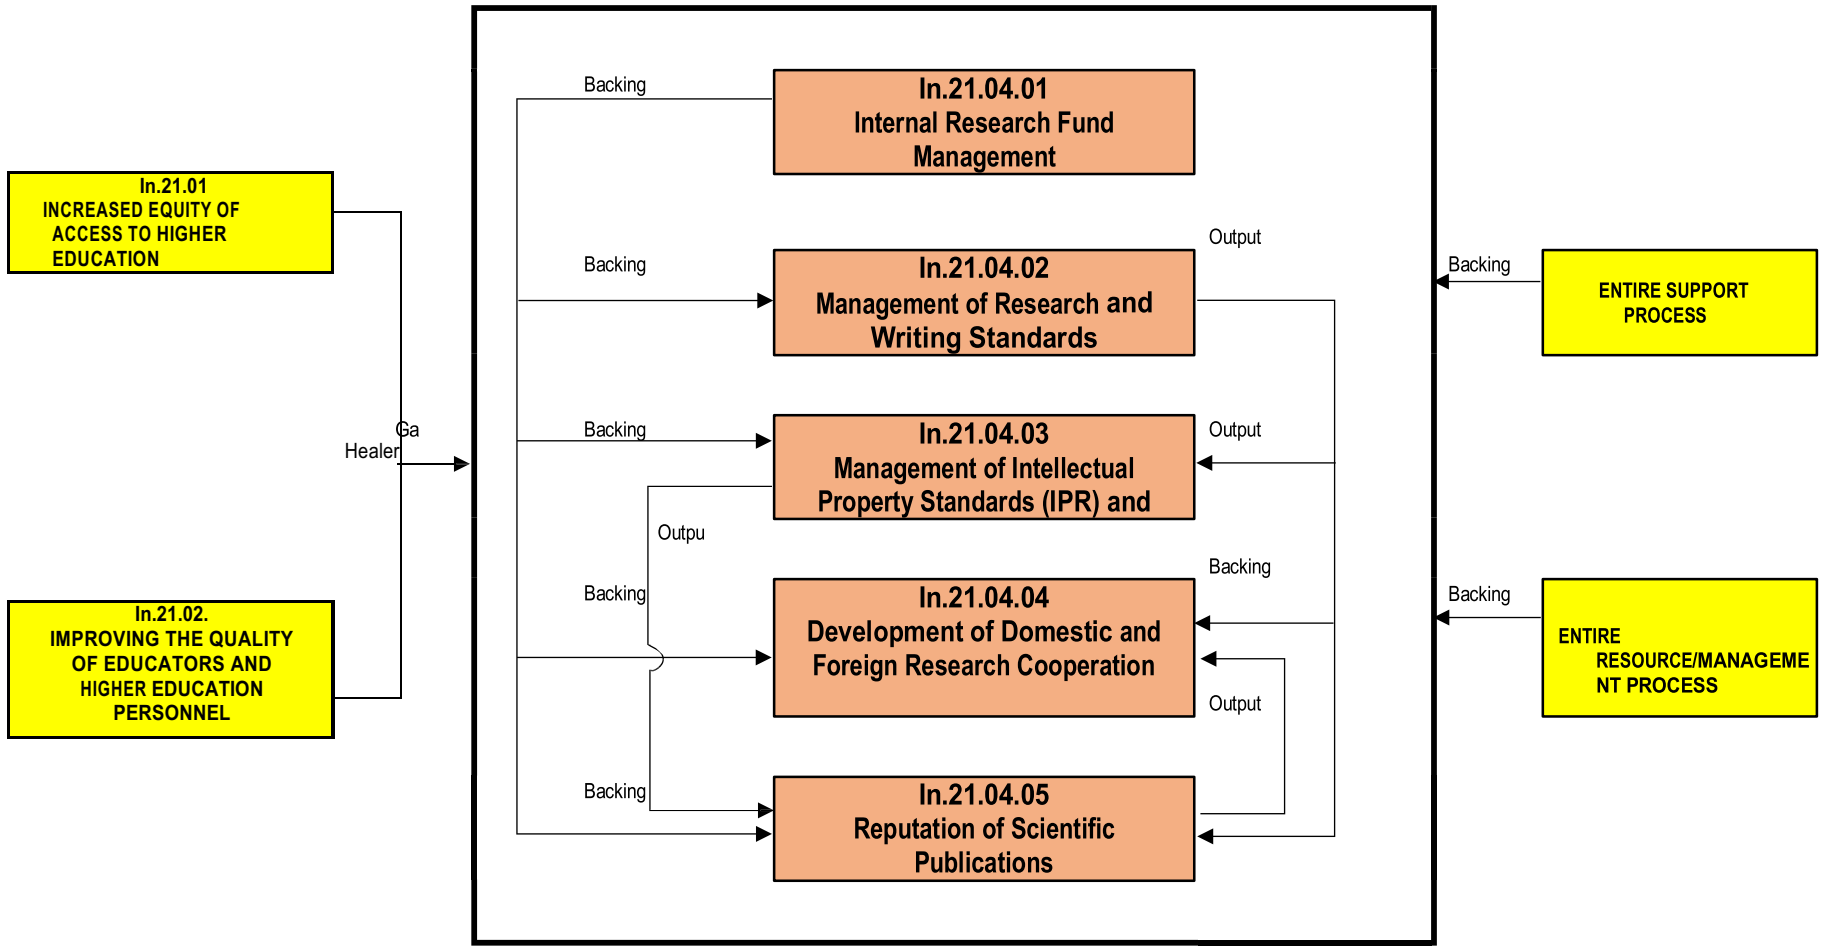 Backing
In.21.04.01
Internal Research Fund
Management
In.21.01
INCREASED EQUITY OF
ACCESS TO HIGHER
EDUCATION
Backing
In.21.04.02
Management of Research and
Writing Standards
Output
Backing
ENTIRE SUPPORT
PROCESS
Ga
Healer
Backing
In.21.04.03
Management of Intellectual
Property Standards (IPR) and
Output
Outpu
In.21.02.
IMPROVING THE QUALITY
OF EDUCATORS AND
HIGHER EDUCATION
PERSONNEL
Backing
In.21.04.04
Development of Domestic and
Foreign Research Cooperation
Backing
Output
Backing
ENTIRE
RESOURCE/MANAGEME
NT PROCESS
Backing
In.21.04.05
Reputation of Scientific
Publications